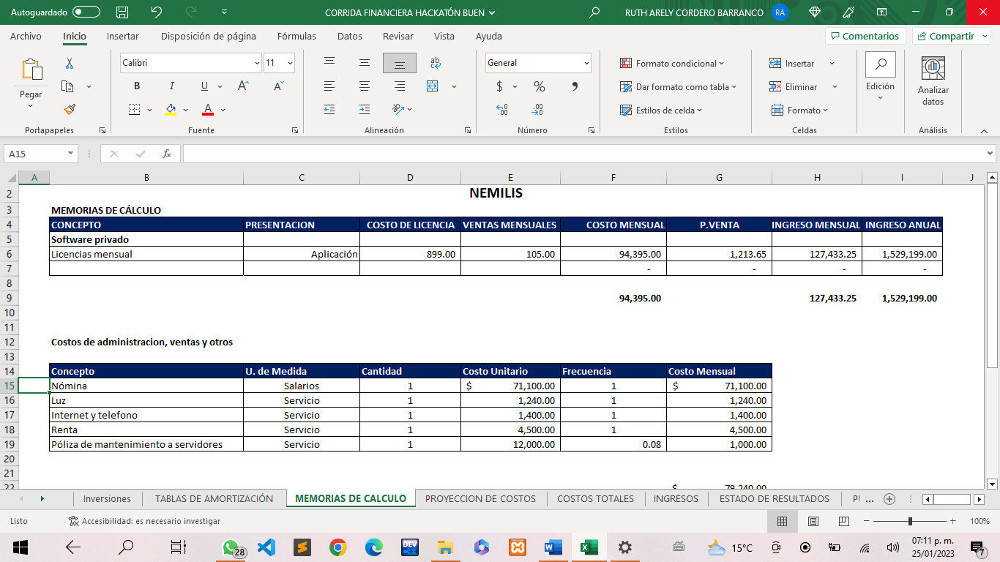 Autoguardado CORRIDA FINANCIERA HACKATÓN BUEN RUTH ARELY CORDERO BARRANCO RA
Archivo Inicio Insertar Disposición de página Fórmulas Datos Revisar Vista Ayuda Comentarios Compartir
Calibri 11 General Formato condicional Insertar
Pegar N K S A A Dar formato como tabla Eliminar Edición Analizar datos
Estilos de celda Formato
Portapapeles Fuente Alineación Número Estilos Celdas Análisis
A15 fx
A B C D E F G H I J
2 NEMILIS
3 MEMORIAS DE CÁLCULO
4 CONCEPTO PRESENTACION COSTO DE LICENCIA VENTAS MENSUALES COSTO MENSUAL P.VENTA INGRESO MENSUAL INGRESO ANUAL
5 Software privado
6 Licencias mensual Aplicación 899.00 105.00 94,395.00 1,213.65 127,433.25 1,529,199.00
7 - - - -
8
9 94,395.00 127,433.25 1,529,199.00
10
11
12 Costos de administracion, ventas y otros
13
14 Concepto U. de Medida Cantidad Costo Unitario Frecuencia Costo Mensual
15 Nómina Salarios 1 $ 71,100.00 1 $ 71,100.00
16 Luz Servicio 1 1,240.00 1 1,240.00
17 Internet y telefono Servicio 1 1,400.00 1 1,400.00
18 Renta Servicio 1 4,500.00 1 4,500.00
19 Póliza de mantenimiento a servidores Servicio 1 12,000.00 0.08 1,000.00
20
21
22 $ 79,240.00
Inversiones TABLAS DE AMORTIZACIÓN MEMORIAS DE CALCULO PROYECCION DE COSTOS COSTOS TOTALES INGRESOS ESTADO DE RESULTADOS ...
Listo Accesibilidad: es necesario investigar 100%
28 DEV 15°C 07:11 p. m.
25/01/2023 7